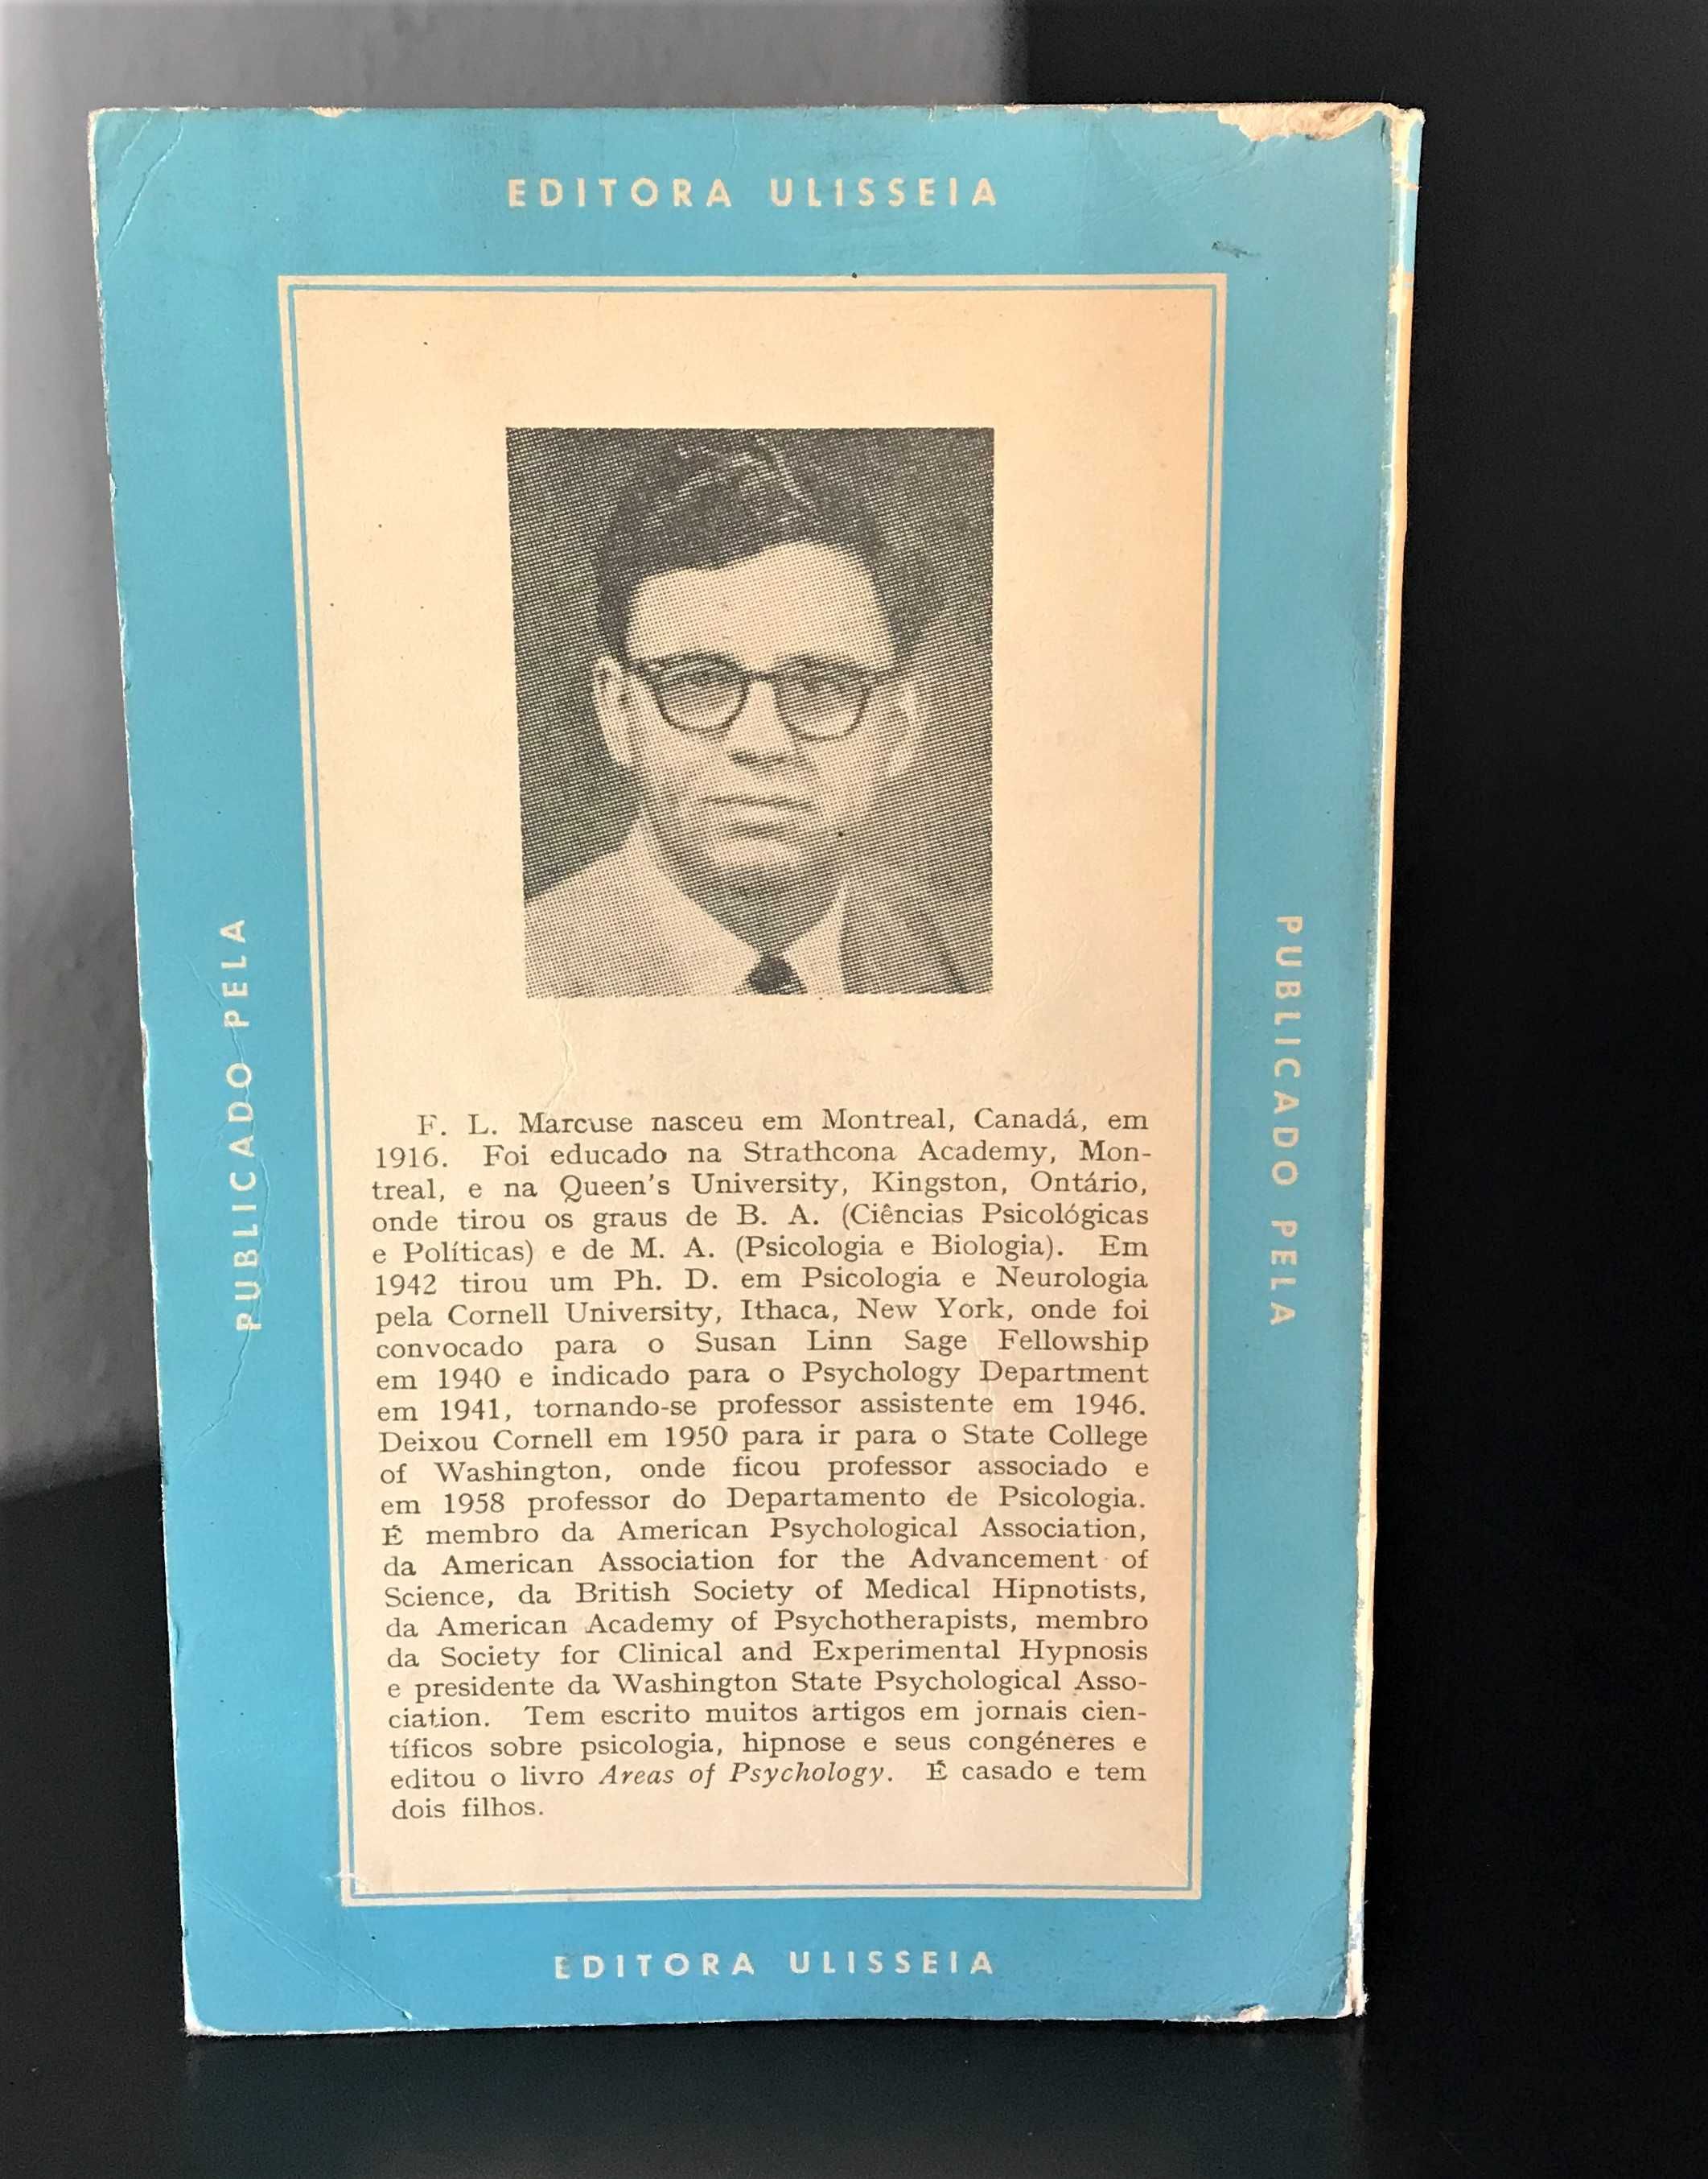 EDITORA ULISSEIA
PUBLICADO PELA
PUBLICADO PELA
F. L. Marcuse nasceu em Montreal, Canadá, em
1916. Foi educado na Strathcona Academy, Mon-
treal, e na Queen's University, Kingston, Ontário,
onde tirou os graus de B. A. (Ciências Psicológicas
e Políticas) e de M. A. (Psicologia e Biologia). Em
1942 tirou um Ph. D. em Psicologia e Neurologia
pela Cornell University, Ithaca, New York, onde foi
convocado para o Susan Linn Sage Fellowship
em 1940 e indicado para o Psychology Department
em 1941, tornando-se professor assistente em 1946.
Deixou Cornell em 1950 para ir para o State College
of Washington, onde ficou professor associado e
em 1958 professor do Departamento de Psicologia.
É membro da American Psychological Association,
da American Association for the Advancement of
Science, da British Society of Medical Hipnotists,
da American Academy of Psychotherapists, membro
da Society for Clinical and Experimental Hypnosis
e presidente da Washington State Psychological Asso-
ciation. Tem escrito muitos artigos em jornais cien-
tíficos sobre psicologia, hipnose e seus congéneres e
editou o livro Areas of Psychology. É casado e tem
dois filhos.
EDITORA ULISSEIA